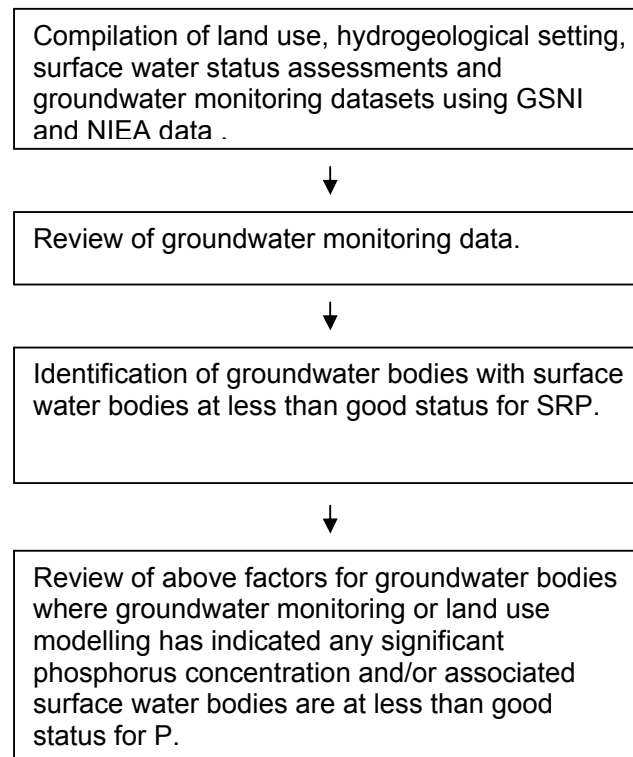 Compilation of land use, hydrogeological setting,
surface water status assessments and
groundwater monitoring datasets using GSNI
and NIEA data .
Review of groundwater monitoring data.
Identification of groundwater bodies with surface
water bodies at less than good status for SRP.
Review of above factors for groundwater bodies
where groundwater monitoring or land use
modelling has indicated any significant
phosphorus concentration and/or associated
surface water bodies are at less than good
status for P.